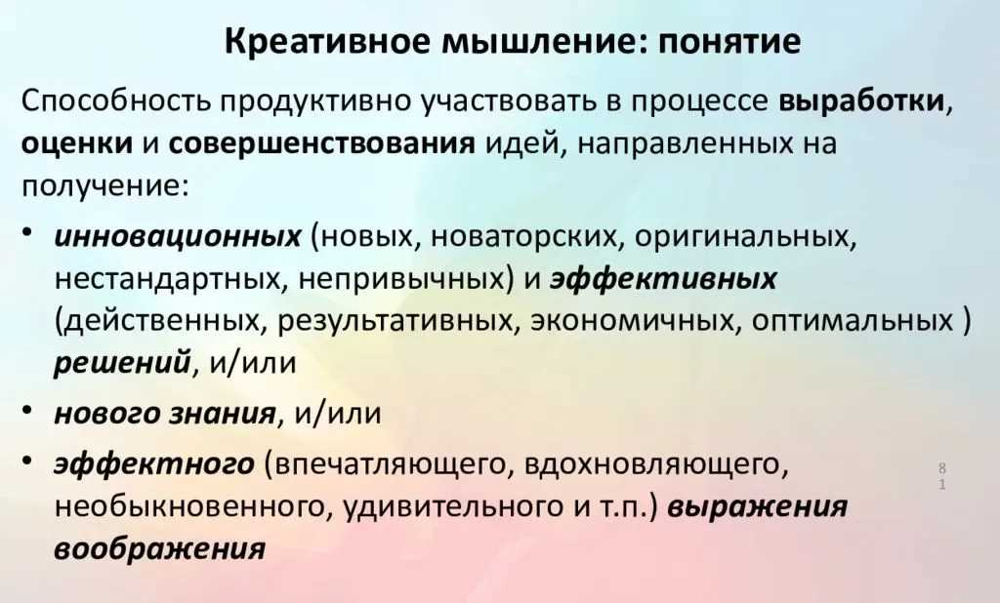 Креативное мышление: понятие
Способность продуктивно участвовать в процессе выработки,
оценки и совершенствования идей, направленных на
получение:
• инновационных (новых, новаторских, оригинальных,
нестандартных, непривычных) и эффективных
(действенных, результативных, экономичных, оптимальных )
решений, и/или
• нового знания, и/или
• эффектного (впечатляющего, вдохновляющего,
необыкновенного, удивительного и т.п.) выражения
воображения
8
1